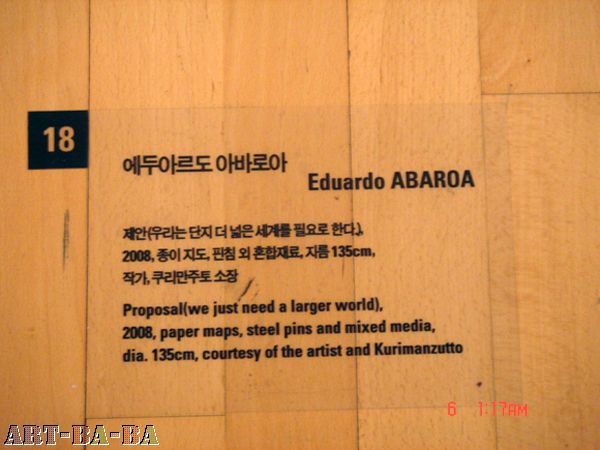 18
에두아르도 아바로아
Eduardo ABAROA
제안(우리는 단지 더 넓은 세계를 필요로 한다.),
2008, 종이 지도, 핀침 외 혼합재료, 지름 135cm,
작가, 쿠리만주토 소장
Proposal(we just need a larger world),
2008, paper maps, steel pins and mixed media,
dia. 135cm, courtesy of the artist and Kurimanzutto
6 1:17AM
ART-BA-BA